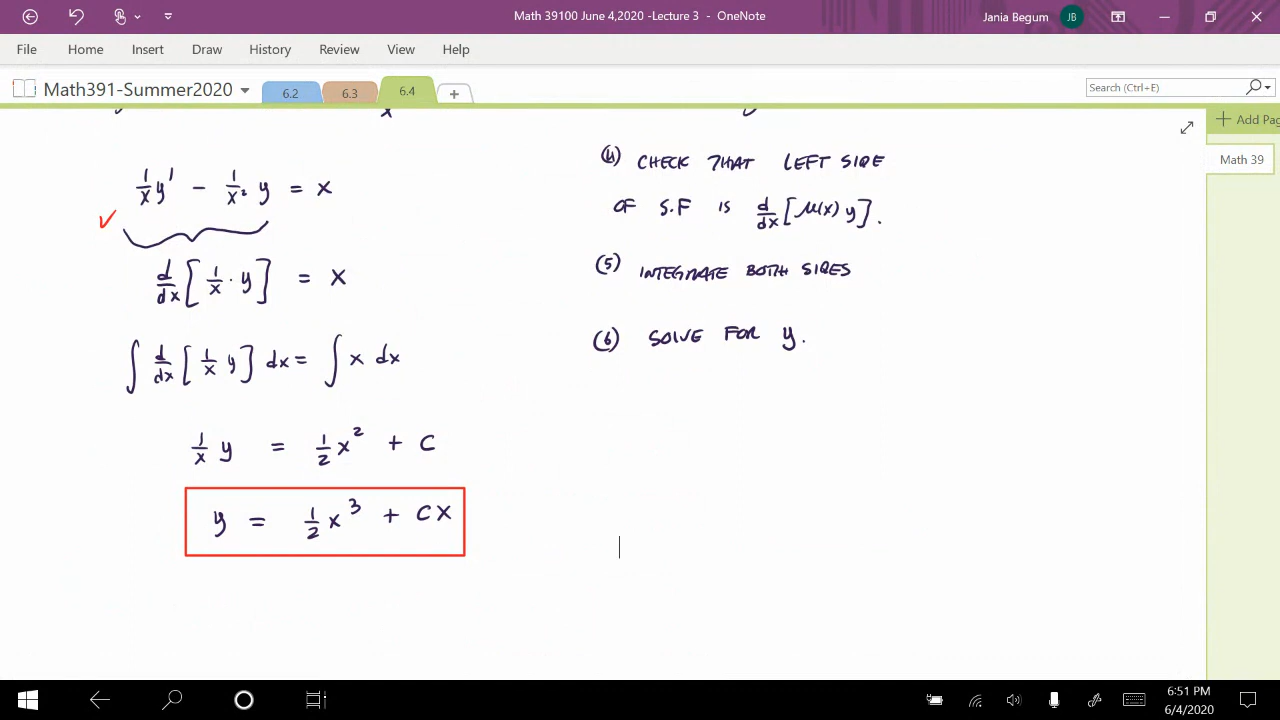 Math 39100 June 4,2020 -Lecture 3 - OneNote
Jania Begum JB
File Home Insert Draw History Review View Help
Math391-Summer2020 6.2 6.3 6.4
Search (Ctrl+E)
Add Pag
Math 39
1/x y' - 1/x² y = x
✓
d/dx [1/x · y] = x
∫ d/dx [1/x y] dx = ∫ x dx
1/x y = 1/2 x² + C
y = 1/2 x³ + CX
(4) CHECK THAT LEFT SIDE
OF S.F IS d/dx [μ(x) y].
(5) INTEGRATE BOTH SIDES
(6) SOLVE FOR y.
6:51 PM
6/4/2020